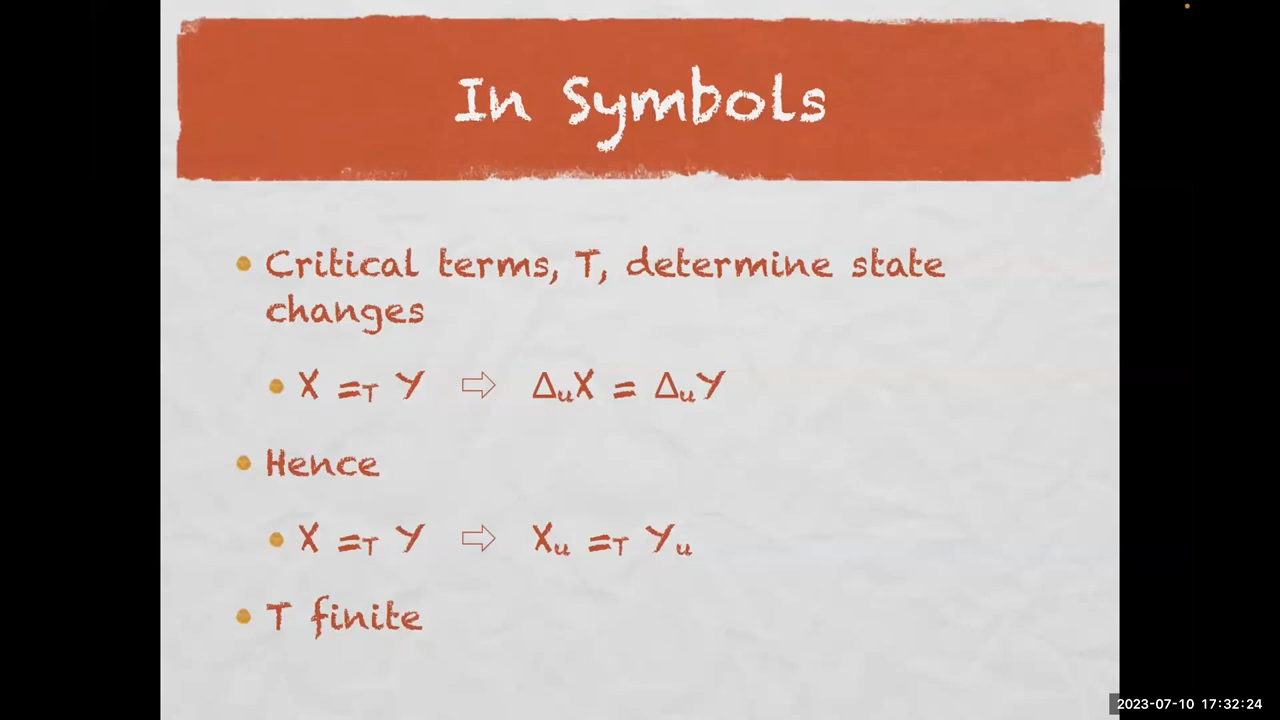 In Symbols
Critical terms, T, determine state
changes
X =T Y ⇨ ΔuX = ΔuY
Hence
X =T Y ⇨ Xu =T Yu
T finite
2023-07-10 17:32:24